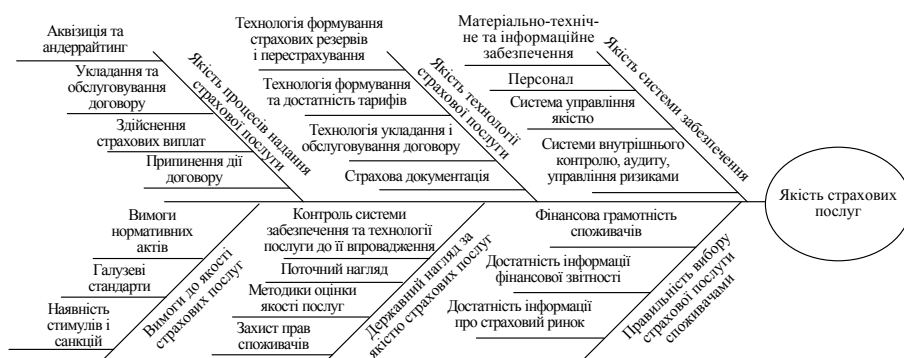 Аквізиція та
андеррайтинг
Укладання та
обслуговування
договору
Здійснення
страхових виплат
Припинення дії
договору
Якість процесів надання
страхової послуги
Технологія формування
страхових резервів
і перестрахування
Технологія формування
та достатність тарифів
Технологія укладання і
обслуговування договору
Страхова документація
Якість технології
страхової послуги
Матеріально-техніч-
не та інформаційне
забезпечення
Персонал
Система управління
якістю
Системи внутрішнього
контролю, аудиту,
управління ризиками
Якість системи забезпечення
Якість страхових
послуг
Вимоги
нормативних
актів
Галузеві
стандарти
Наявність
стимулів і
санкцій
Вимоги до якості
страхових послуг
Контроль системи
забезпечення та технології
послуги до її впровадження
Поточний нагляд
Методики оцінки
якості послуг
Захист прав
споживачів
Державний нагляд за
якістю страхових послуг
Фінансова грамотність
споживачів
Достатність інформації
фінансової звітності
Достатність інформації
про страховий ринок
Правильність вибору
страхової послуги
споживачами